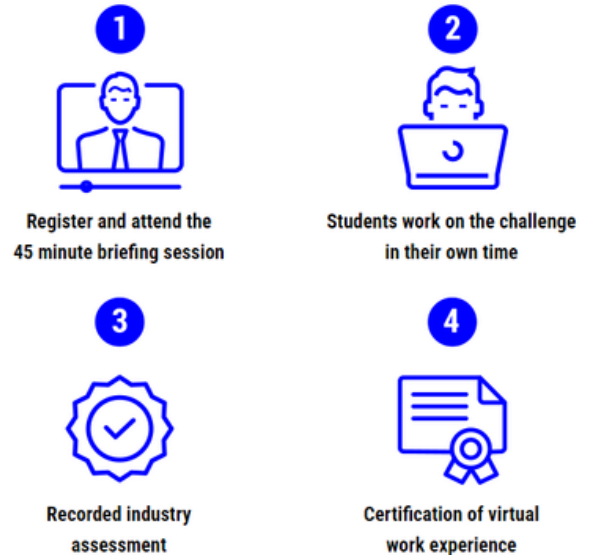 1
Register and attend the
45 minute briefing session
2
Students work on the challenge
in their own time
3
Recorded industry
assessment
4
Certification of virtual
work experience